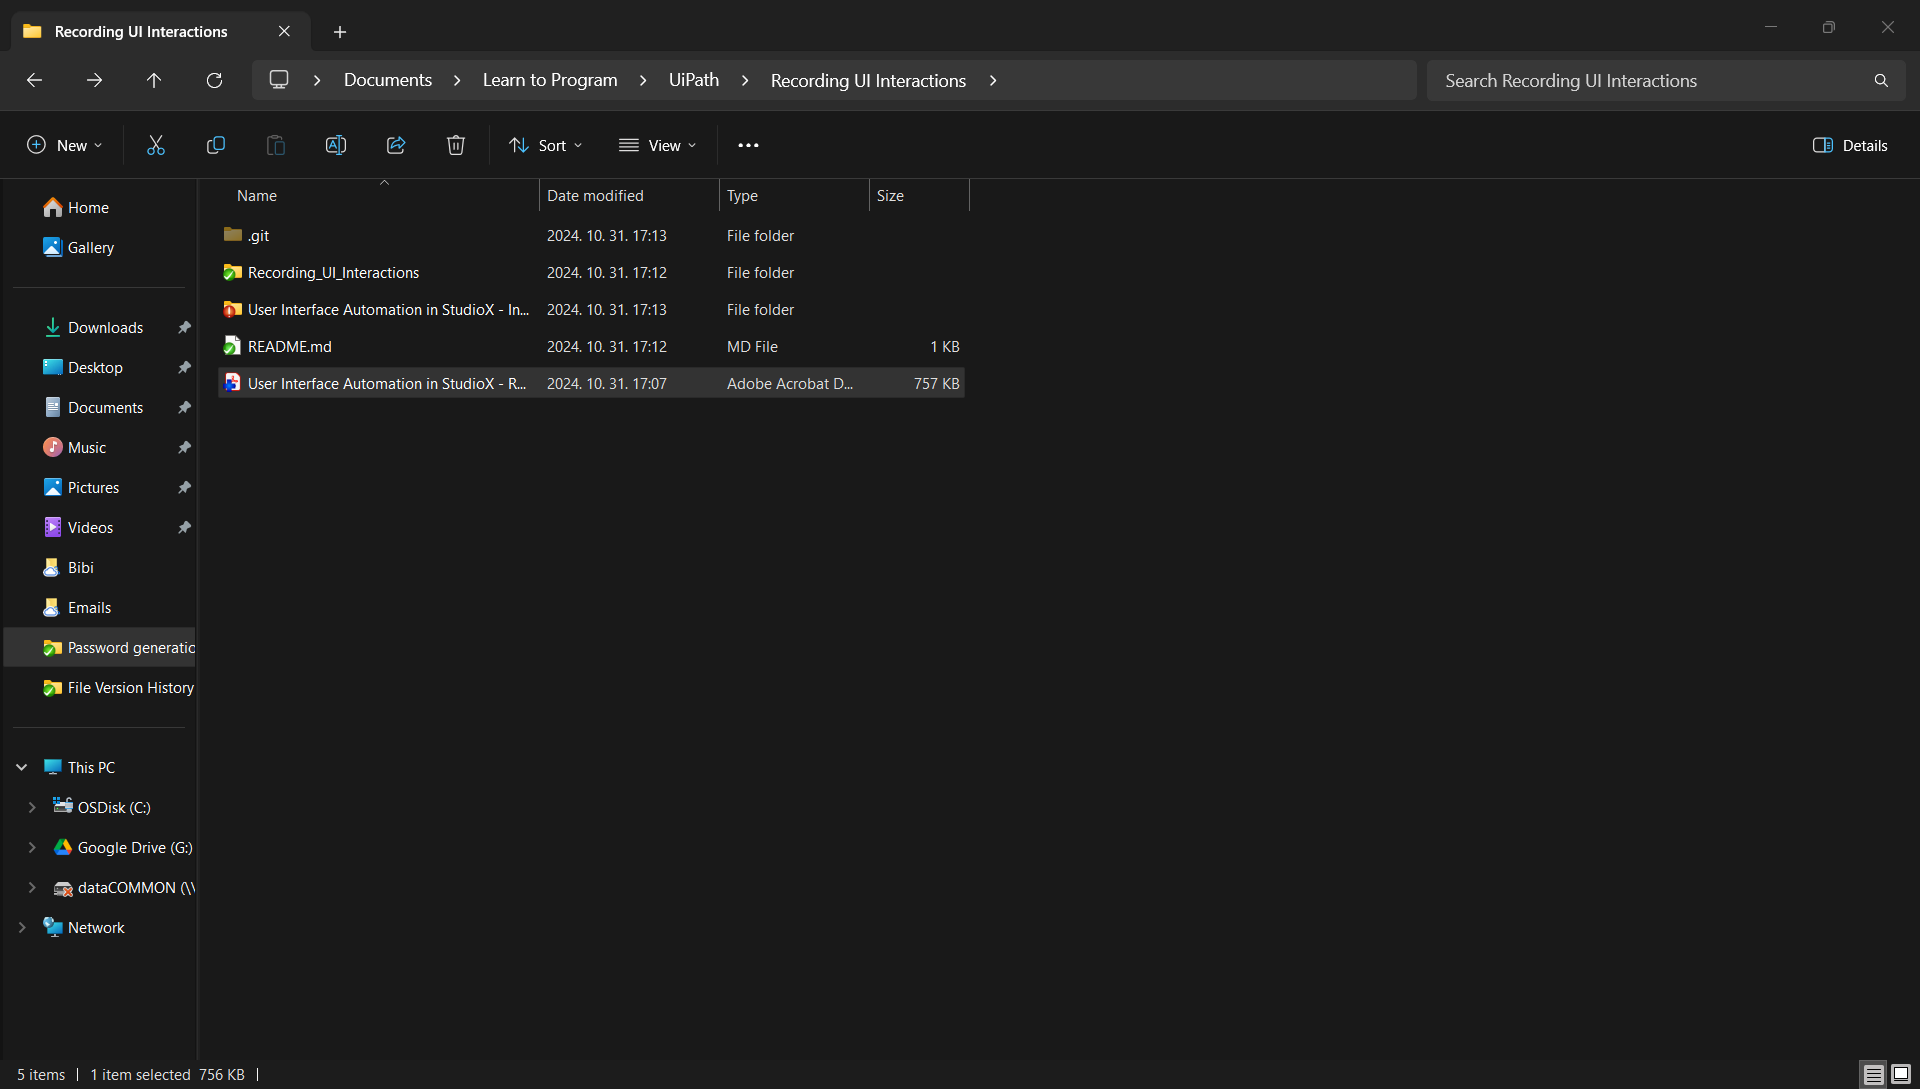 Recording UI Interactions
Documents > Learn to Program > UiPath > Recording UI Interactions >
Search Recording UI Interactions
New
Sort
View
Details
Name Date modified Type Size
.git 2024. 10. 31. 17:13 File folder
Recording_UI_Interactions 2024. 10. 31. 17:12 File folder
User Interface Automation in StudioX - In... 2024. 10. 31. 17:13 File folder
README.md 2024. 10. 31. 17:12 MD File 1 KB
User Interface Automation in StudioX - R... 2024. 10. 31. 17:07 Adobe Acrobat D... 757 KB
Home
Gallery
Downloads
Desktop
Documents
Music
Pictures
Videos
Bibi
Emails
Password generatio
File Version History
This PC
OSDisk (C:)
Google Drive (G:)
dataCOMMON (\\
Network
5 items | 1 item selected 756 KB |